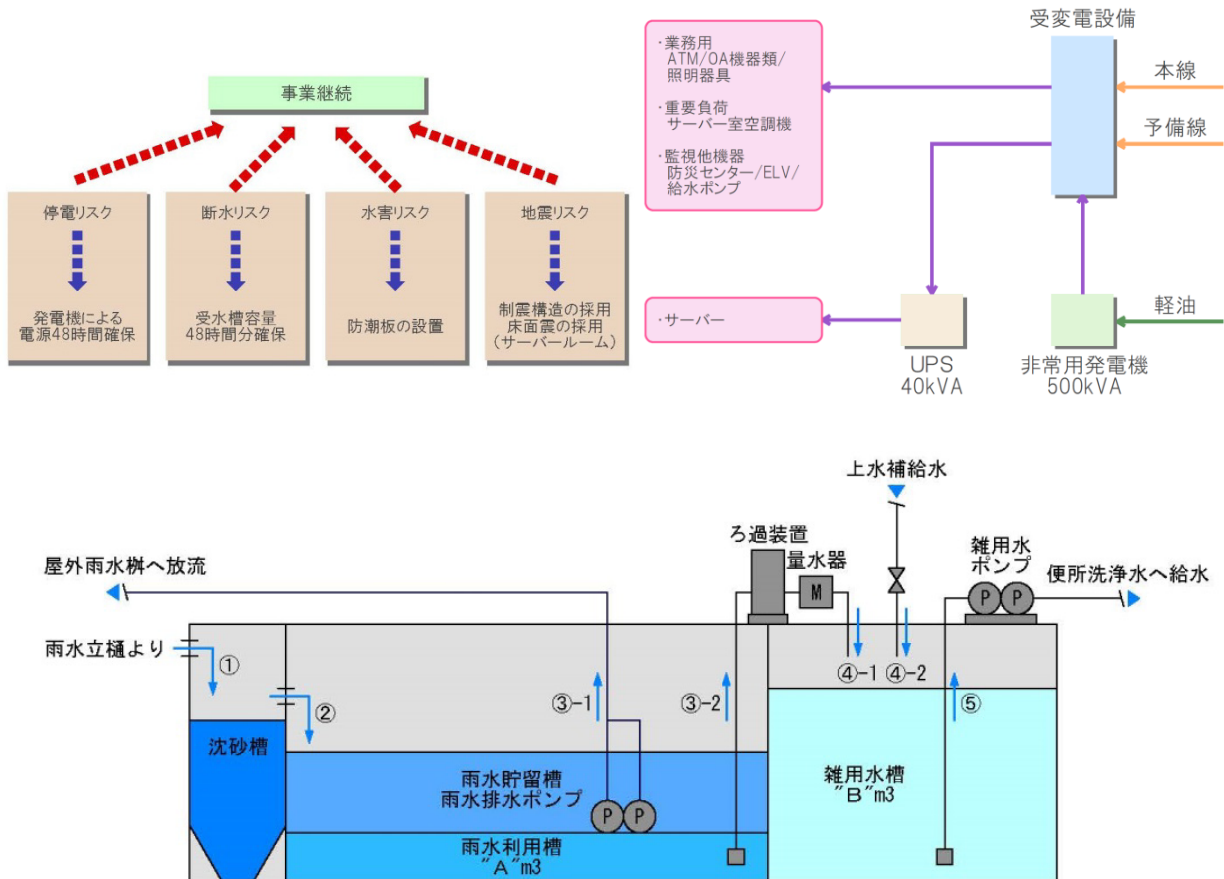 事業継続
停電リスク
発電機による
電源48時間確保
断水リスク
受水槽容量
48時間分確保
水害リスク
防潮板の設置
地震リスク
制震構造の採用
床面震の採用
(サーバールーム)
受変電設備
・業務用
ATM/OA機器類/
照明器具
・重要負荷
サーバー室空調機
・監視他機器
防災センター/ELV/
給水ポンプ
本線
予備線
・サーバー
UPS
40kVA
非常用発電機
500kVA
軽油
上水補給水
ろ過装置
量水器
M
雑用水
ポンプ
P P
便所洗浄水へ給水
屋外雨水桝へ放流
雨水立樋より
①
②
③-1
③-2
④-1
④-2
⑤
沈砂槽
雨水貯留槽
雨水排水ポンプ
P P
雨水利用槽
"A"m3
雑用水槽
"B"m3